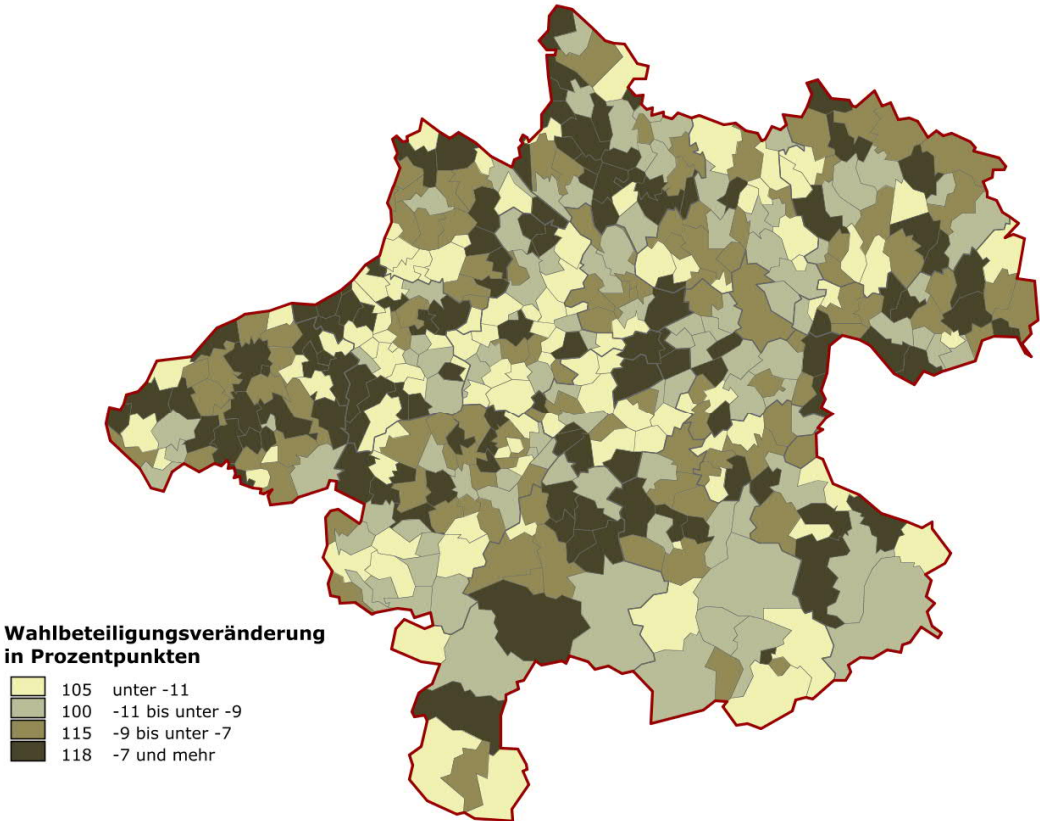 Wahlbeteiligungsveränderung
in Prozentpunkten
105 unter -11
100 -11 bis unter -9
115 -9 bis unter -7
118 -7 und mehr